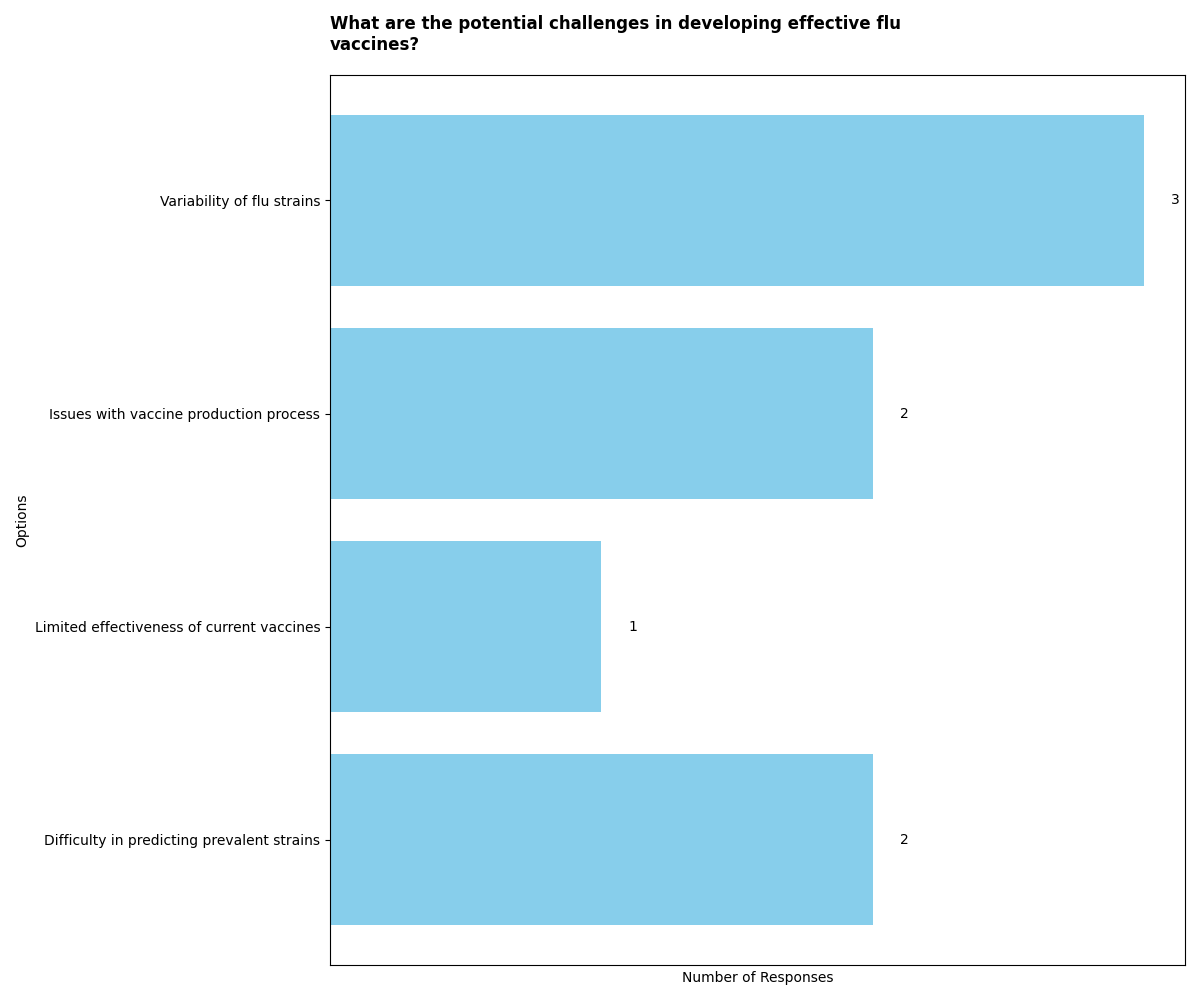 What are the potential challenges in developing effective flu
vaccines?
Variability of flu strains
3
Issues with vaccine production process
2
Options
Limited effectiveness of current vaccines
1
Difficulty in predicting prevalent strains
2
Number of Responses